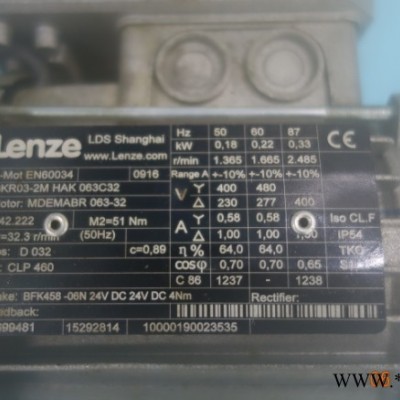 Lenze LDS Shanghai
www.Lenze.com
-Mot EN60034 0916
KR03-2M HAK 063C32
otor: MDEMABR 063-32
42.222 M2=51 Nm
=32.3 r/min (50Hz)
: D 032 c=0,89
: CLP 460
Hz 50 60 87
kW 0,18 0,22 0,33
r/min 1.365 1.665 2.485
Range A +-10% +-10% +-10%
V Y 400 480
Δ 230 277 400
A Y 0,58 0,58 Iso CL.F
Δ 1,00 1,00 IP54
η% 64,0 64,0
cosφ 0,70 0,70 0,65
C 86 1237 - 1238
ke: BFK458 -06N 24V DC 24V DC 4Nm Rectifier:
edback:
999481 15292814 10000190023535
CE
www.*